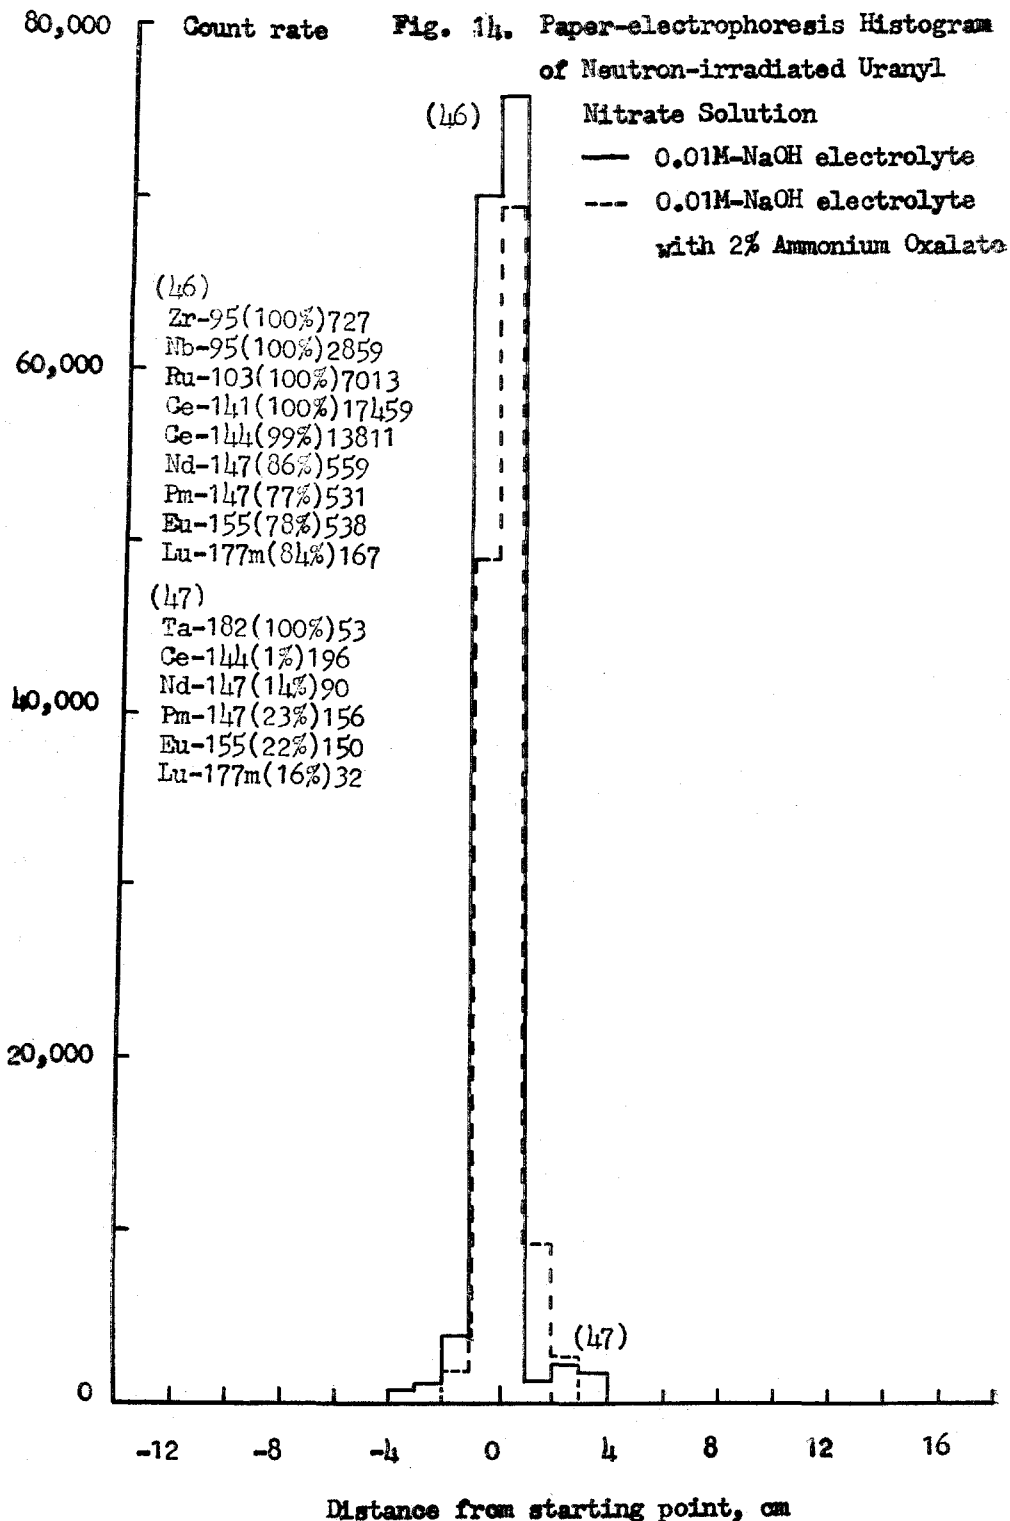 Count rate Fig. 14. Paper-electrophoresis Histogram
of Neutron-irradiated Uranyl
Nitrate Solution
0.01M-NaOH electrolyte
0.01M-NaOH electrolyte
with 2% Ammonium Oxalate
80,000
60,000
40,000
20,000
0
(46)
(46)
Zr-95(100%)727
Nb-95(100%)2859
Ru-103(100%)7013
Ce-141(100%)17459
Ce-144(99%)13811
Nd-147(86%)559
Pm-147(77%)531
Eu-155(78%)538
Lu-177m(84%)167
(47)
Ta-182(100%)53
Ce-144(1%)196
Nd-147(14%)90
Pm-147(23%)156
Eu-155(22%)150
Lu-177m(16%)32
(47)
-12 -8 -4 0 4 8 12 16
Distance from starting point, cm